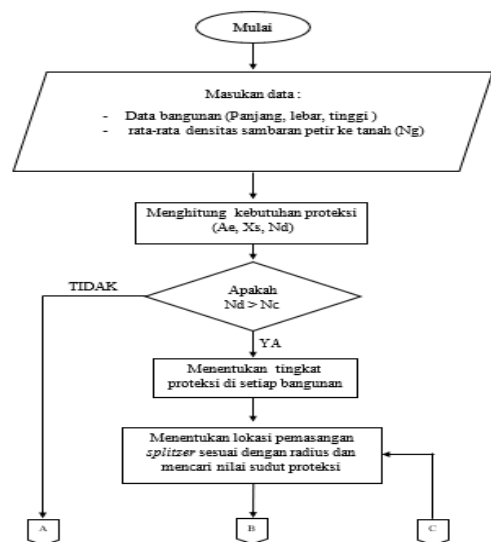 Mulai
Masukan data :
- Data bangunan (Panjang, lebar, tinggi )
- rata-rata densitas sambaran petir ke tanah (Ng)
Menghitung kebutuhan proteksi
(Ae, Xs, Nd)
TIDAK
Apakah
Nd > Nc
YA
Menentukan tingkat
proteksi di setiap bangunan
Menentukan lokasi pemasangan
splitzer sesuai dengan radius dan
mencari nilai sudut proteksi
A
B
C